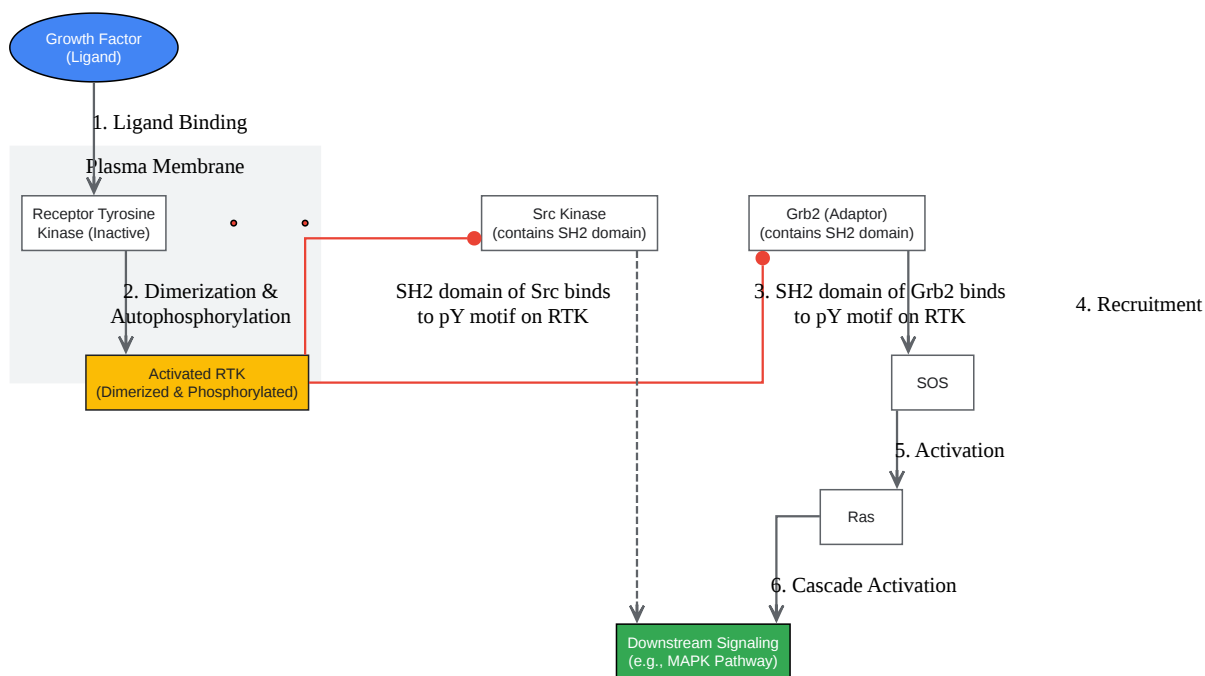 Growth Factor
(Ligand)
1. Ligand Binding
Plasma Membrane
Receptor Tyrosine
Kinase (Inactive)
Src Kinase
(contains SH2 domain)
Grb2 (Adaptor)
(contains SH2 domain)
2. Dimerization &
Autophosphorylation
SH2 domain of Src binds
to pY motif on RTK
3. SH2 domain of Grb2 binds
to pY motif on RTK
4. Recruitment
Activated RTK
(Dimerized & Phosphorylated)
SOS
5. Activation
Ras
6. Cascade Activation
Downstream Signaling
(e.g., MAPK Pathway)